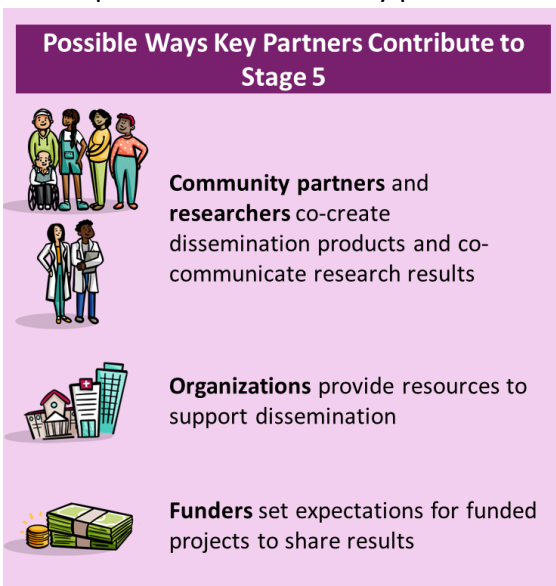 Possible Ways Key Partners Contribute to
Stage 5
Community partners and
researchers co-create
dissemination products and co-
communicate research results
Organizations provide resources to
support dissemination
Funders set expectations for funded
projects to share results